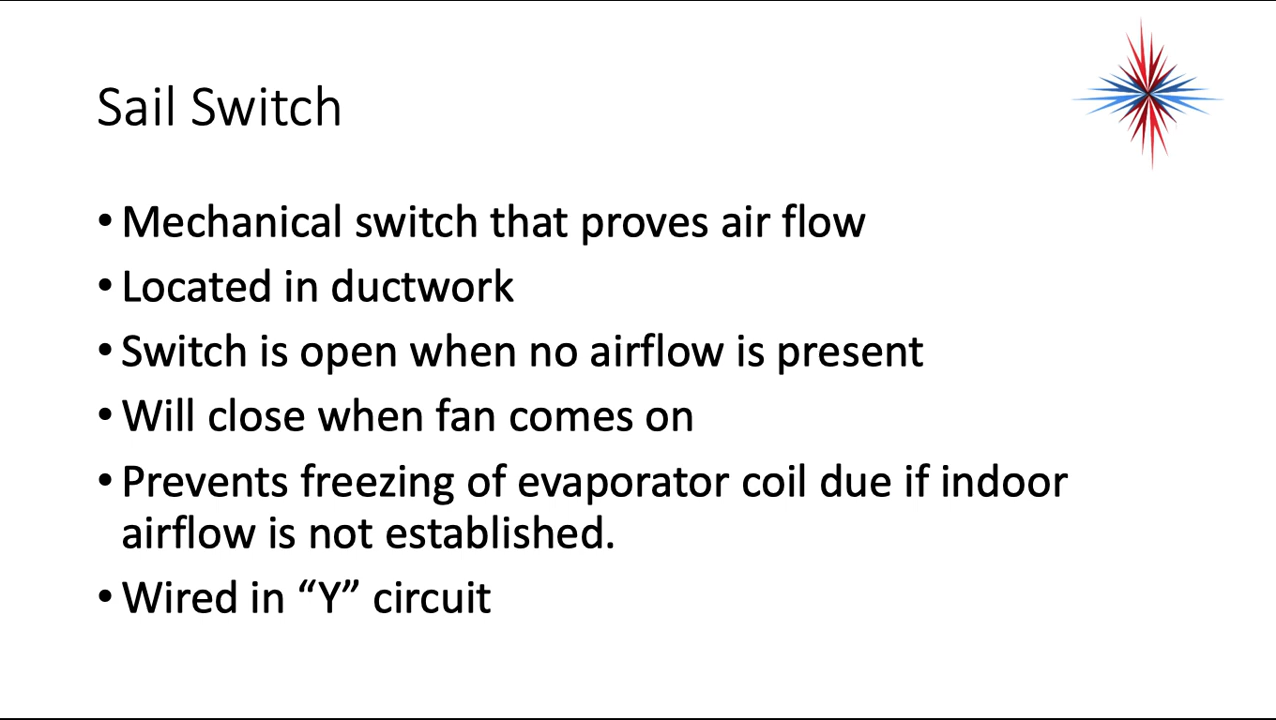 Sail Switch
• Mechanical switch that proves air flow
• Located in ductwork
• Switch is open when no airflow is present
• Will close when fan comes on
• Prevents freezing of evaporator coil due if indoor
airflow is not established.
• Wired in “Y” circuit